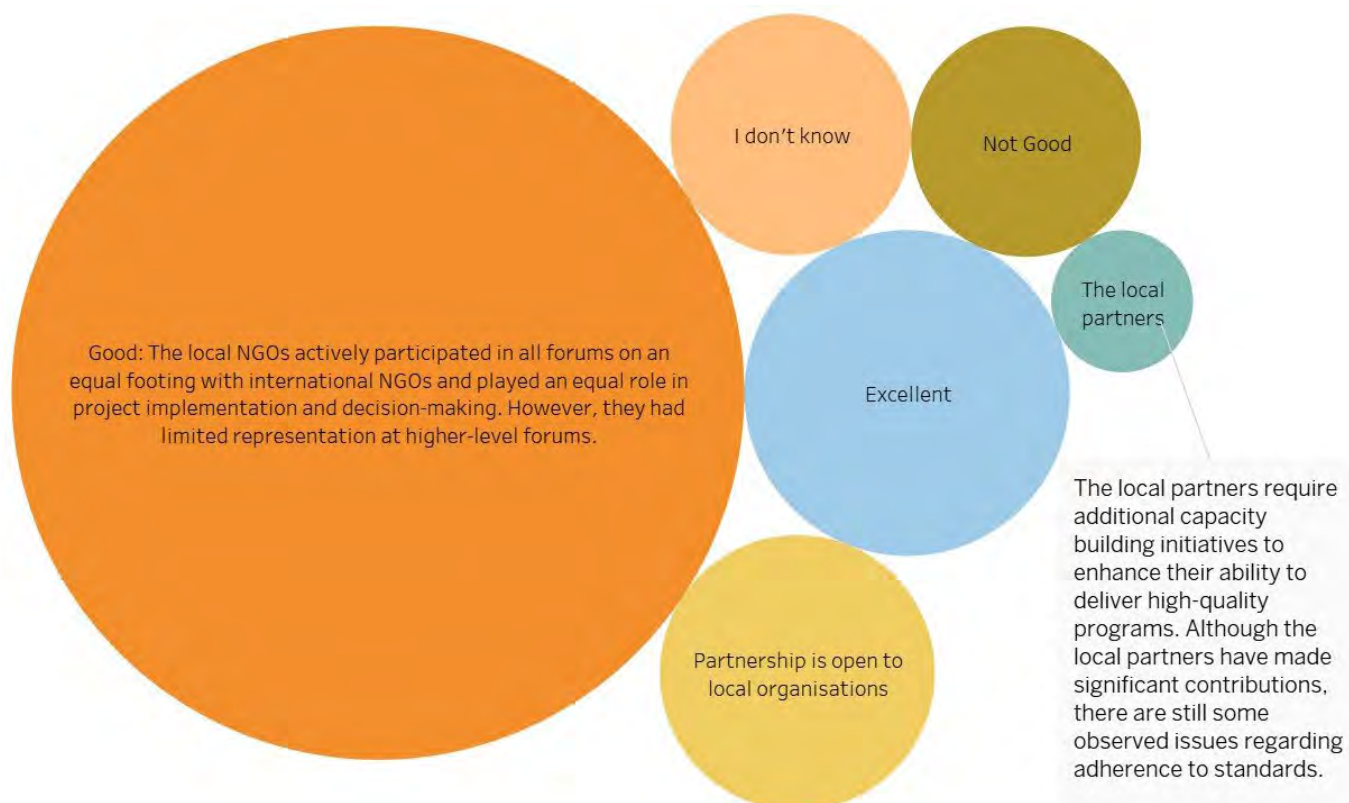 Good: The local NGOs actively participated in all forums on an
equal footing with international NGOs and played an equal role in
project implementation and decision-making. However, they had
limited representation at higher-level forums.
I don't know
Not Good
The local
partners
Excellent
Partnership is open to
local organisations
The local partners require
additional capacity
building initiatives to
enhance their ability to
deliver high-quality
programs. Although the
local partners have made
significant contributions,
there are still some
observed issues regarding
adherence to standards.